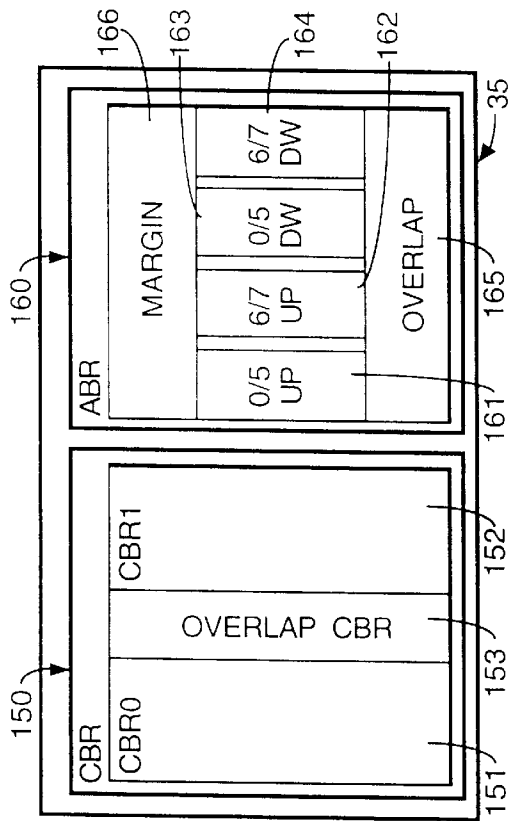 150
160
166
163
164
162
CBR
ABR
CBR0
CBR1
OVERLAP CBR
MARGIN
0/5
UP
6/7
UP
0/5
DW
6/7
DW
OVERLAP
151
153
152
161
165
35